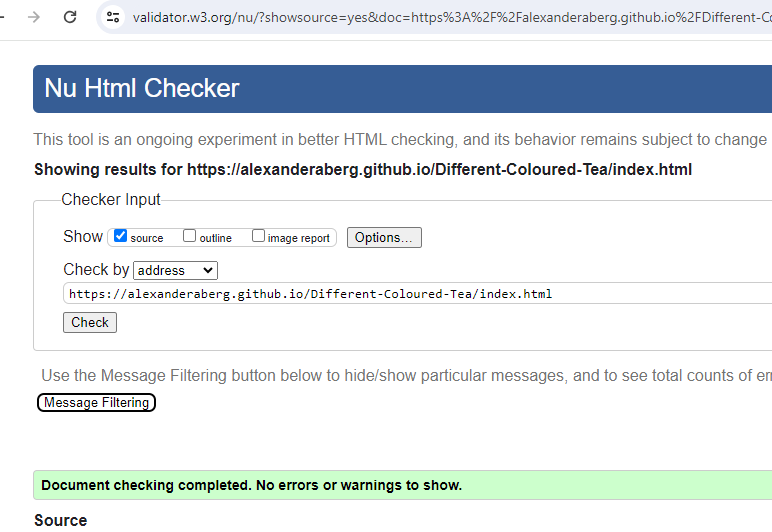 validator.w3.org/nu/?showsource=yes&doc=https%3A%2F%2Falexanderaberg.github.io%2FDifferent-Co
Nu Html Checker
This tool is an ongoing experiment in better HTML checking, and its behavior remains subject to change
Showing results for https://alexanderaberg.github.io/Different-Coloured-Tea/index.html
Checker Input
Show source outline image report Options...
Check by address
https://alexanderaberg.github.io/Different-Coloured-Tea/index.html
Check
Use the Message Filtering button below to hide/show particular messages, and to see total counts of er
Message Filtering
Document checking completed. No errors or warnings to show.
Source